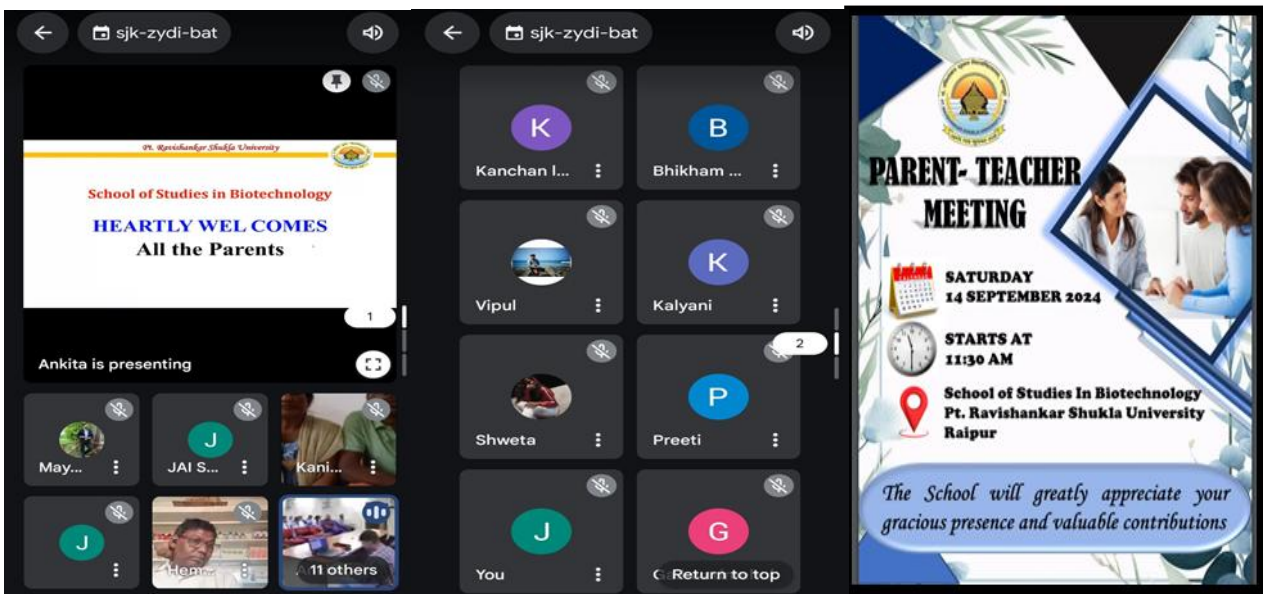 sjk-zydi-bat
Pt. Ravishankar Shukla University
School of Studies in Biotechnology
HEARTLY WEL COMES
All the Parents
1
Ankita is presenting
May...
J
JAI S...
Kani...
J
Hem...
11 others
sjk-zydi-bat
K
Kanchan l...
B
Bhikham ...
Vipul
K
Kalyani
2
Shweta
P
Preeti
J
You
G
Return to top
PARENT- TEACHER
MEETING
SATURDAY
14 SEPTEMBER 2024
STARTS AT
11:30 AM
School of Studies In Biotechnology
Pt. Ravishankar Shukla University
Raipur
The School will greatly appreciate your
gracious presence and valuable contributions